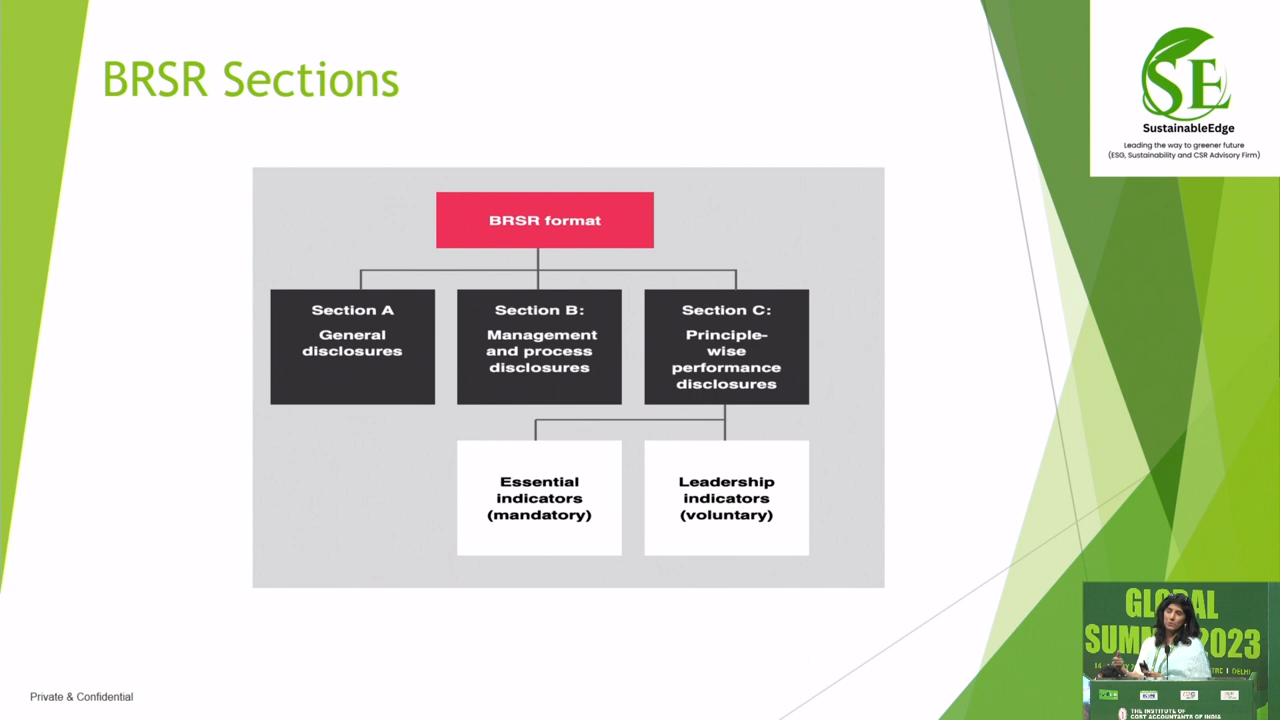 BRSR Sections
SE
SustainableEdge
Leading the way to greener future
(ESG, Sustainability and CSR Advisory Firm)
BRSR format
Section A
General
disclosures
Section B:
Management
and process
disclosures
Section C:
Principle-
wise
performance
disclosures
Essential
indicators
(mandatory)
Leadership
indicators
(voluntary)
Private & Confidential
2023
DELHI
THE INSTITUTE OF
COST ACCOUNTANTS OF INDIA